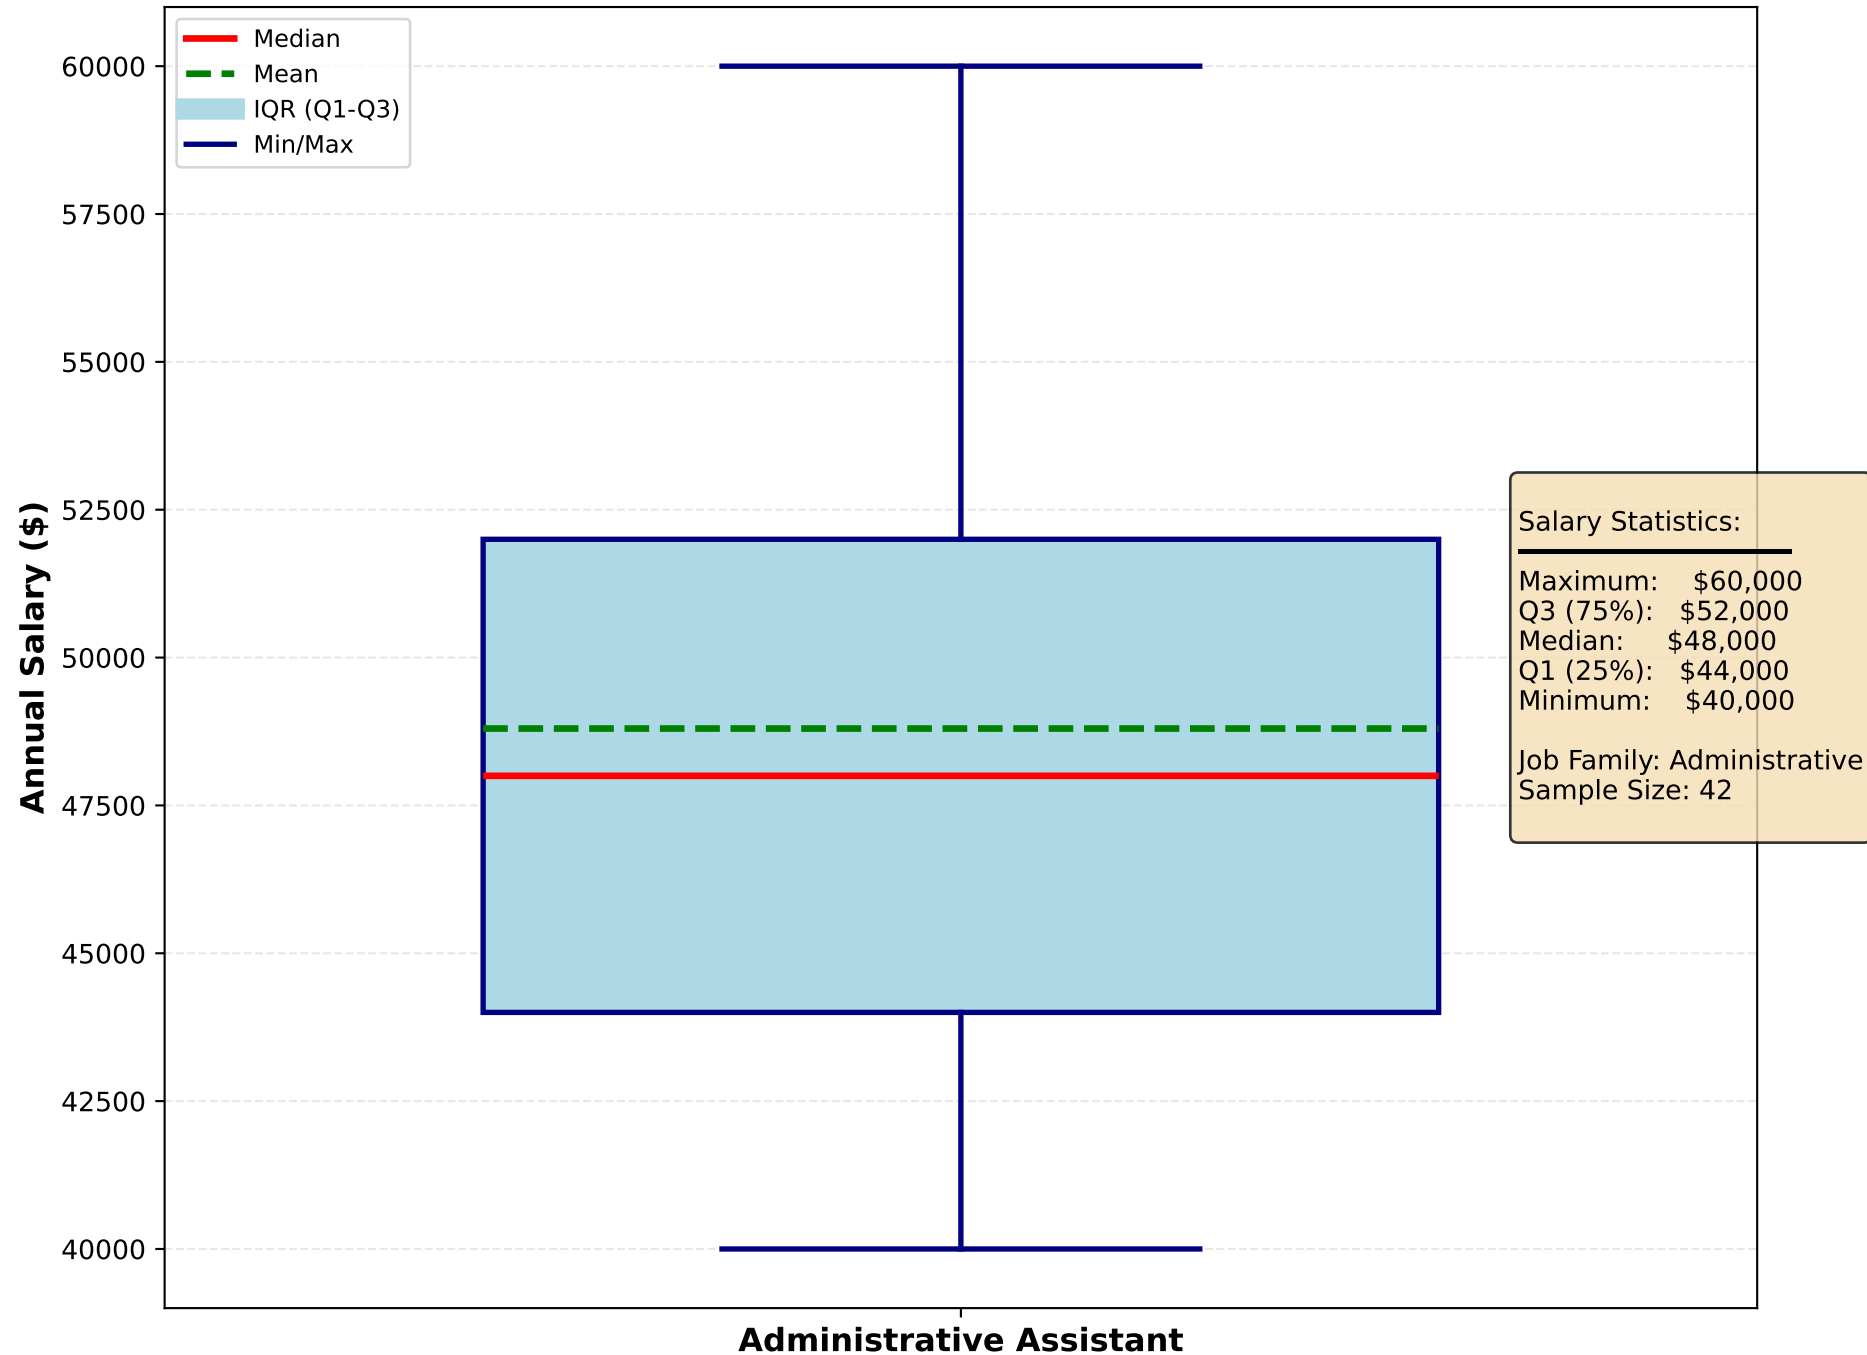 Median
Mean
IQR (Q1-Q3)
Min/Max
60000
57500
55000
52500
50000
47500
45000
42500
40000
Annual Salary ($)
Administrative Assistant
Salary Statistics:
Maximum: $60,000
Q3 (75%): $52,000
Median: $48,000
Q1 (25%): $44,000
Minimum: $40,000
Job Family: Administrative
Sample Size: 42